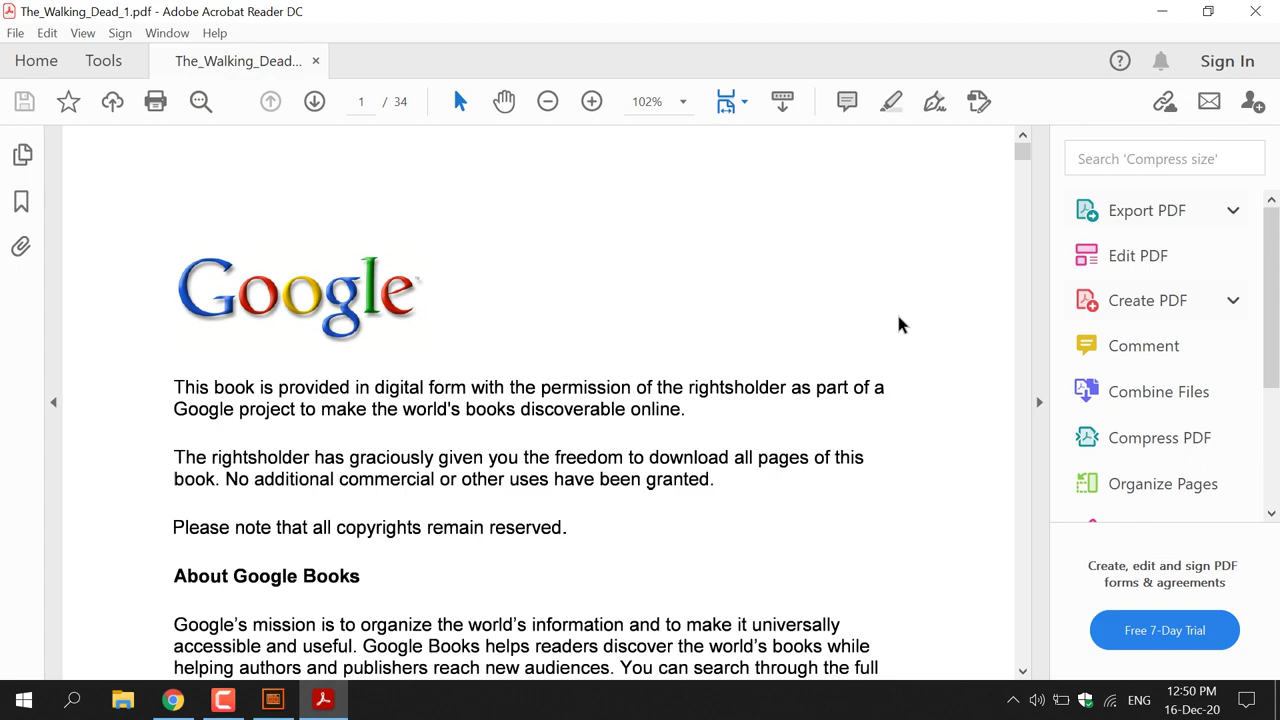 The_Walking_Dead_1.pdf - Adobe Acrobat Reader DC
File Edit View Sign Window Help
Home Tools The_Walking_Dead... × Sign In
1 / 34 102%
Search 'Compress size'
Export PDF
Edit PDF
Create PDF
Comment
Combine Files
Compress PDF
Organize Pages
Create, edit and sign PDF
forms & agreements
Free 7-Day Trial
Google™
This book is provided in digital form with the permission of the rightsholder as part of a
Google project to make the world's books discoverable online.
The rightsholder has graciously given you the freedom to download all pages of this
book. No additional commercial or other uses have been granted.
Please note that all copyrights remain reserved.
About Google Books
Google's mission is to organize the world's information and to make it universally
accessible and useful. Google Books helps readers discover the world's books while
helping authors and publishers reach new audiences. You can search through the full
ENG
12:50 PM
16-Dec-20